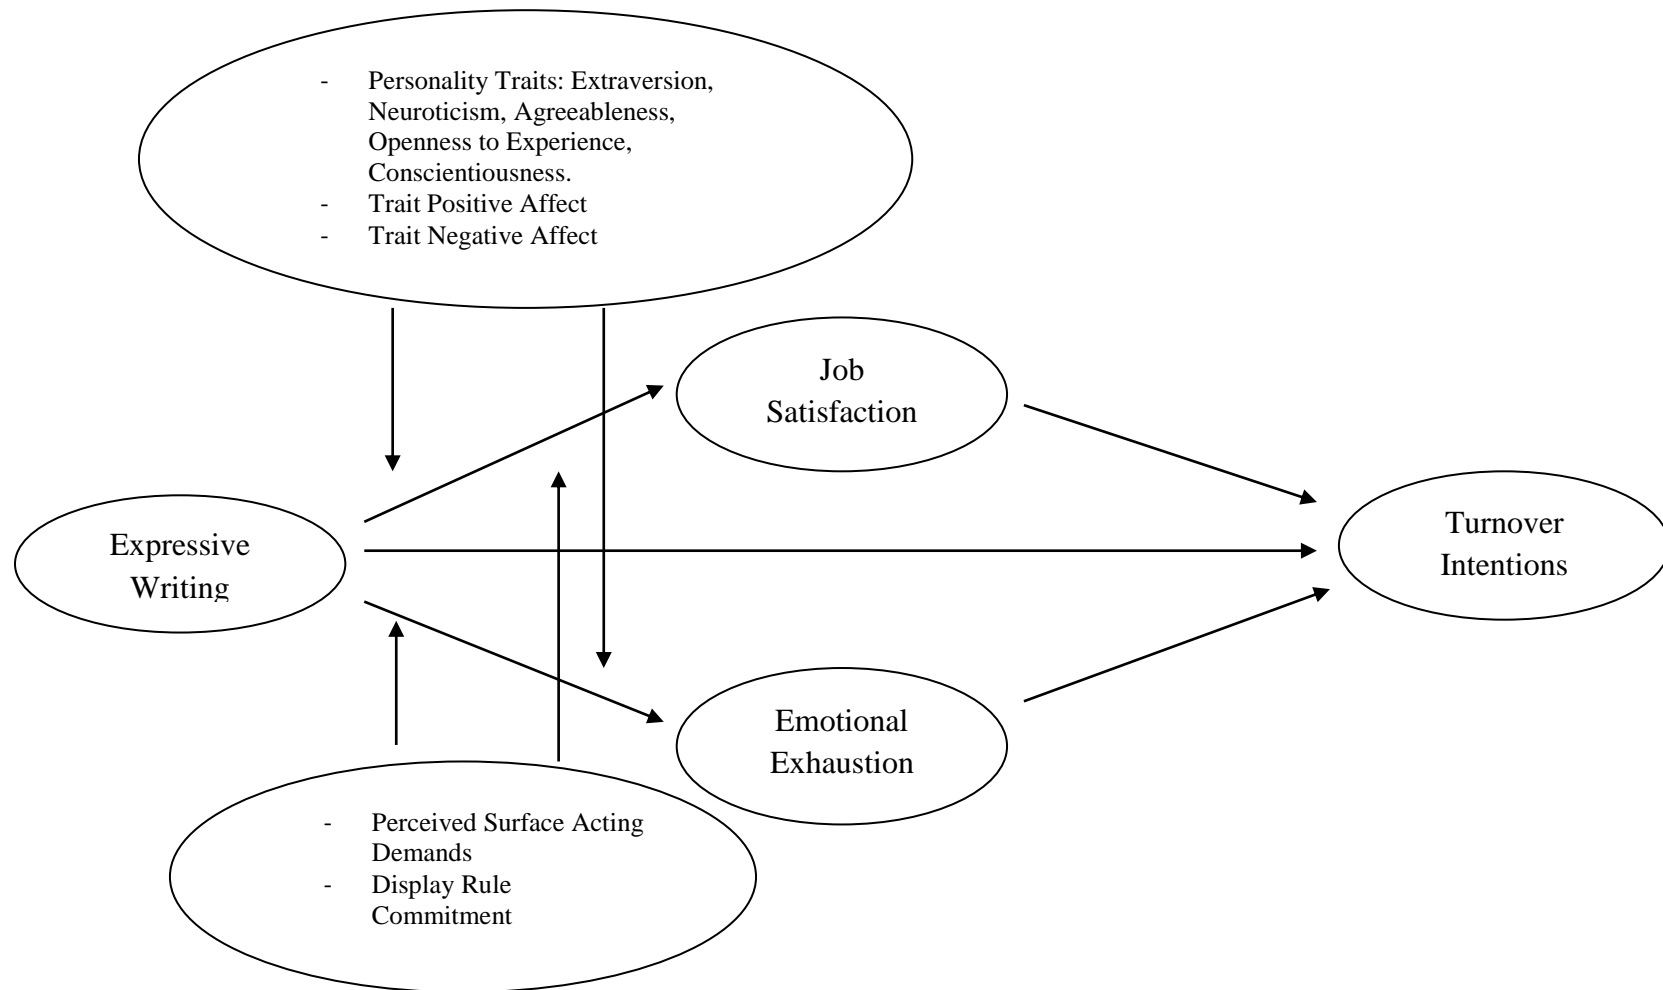 - Personality Traits: Extraversion,
Neuroticism, Agreeableness,
Openness to Experience,
Conscientiousness.
- Trait Positive Affect
- Trait Negative Affect
Job
Satisfaction
Expressive
Writing
Turnover
Intentions
Emotional
Exhaustion
- Perceived Surface Acting
Demands
- Display Rule
Commitment